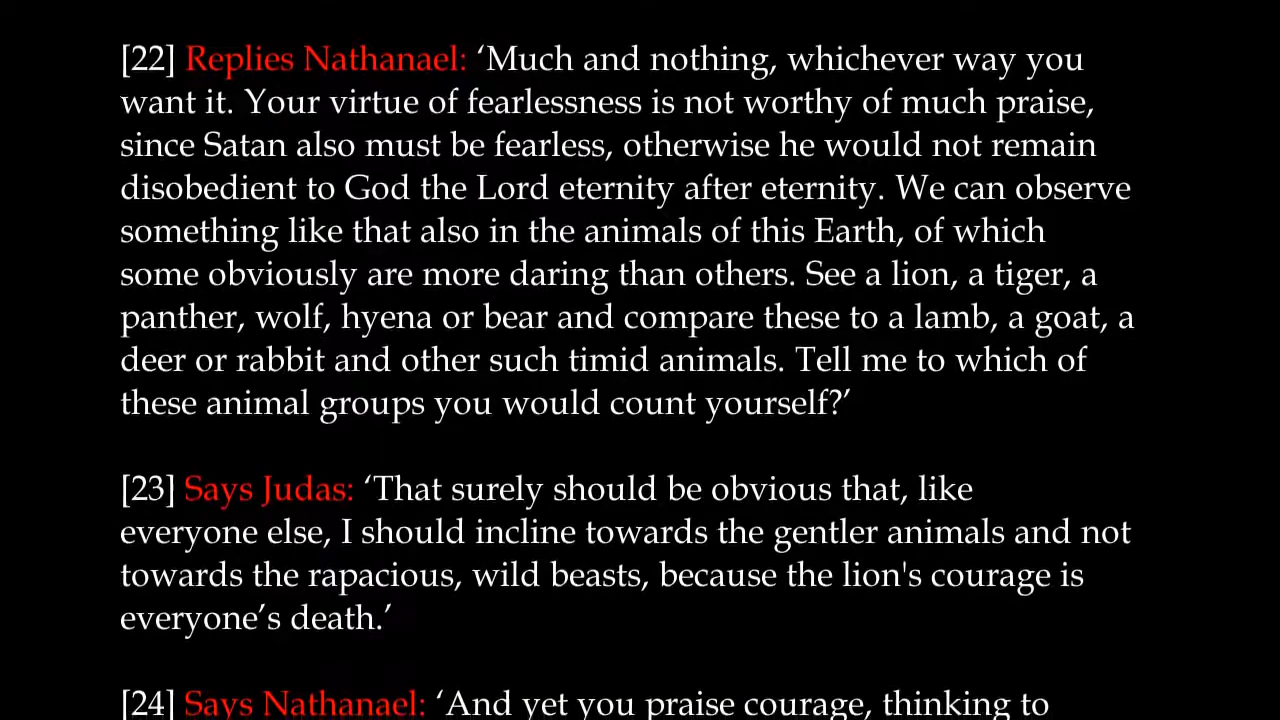 [22] Replies Nathanael: ‘Much and nothing, whichever way you
want it. Your virtue of fearlessness is not worthy of much praise,
since Satan also must be fearless, otherwise he would not remain
disobedient to God the Lord eternity after eternity. We can observe
something like that also in the animals of this Earth, of which
some obviously are more daring than others. See a lion, a tiger, a
panther, wolf, hyena or bear and compare these to a lamb, a goat, a
deer or rabbit and other such timid animals. Tell me to which of
these animal groups you would count yourself?’
[23] Says Judas: ‘That surely should be obvious that, like
everyone else, I should incline towards the gentler animals and not
towards the rapacious, wild beasts, because the lion's courage is
everyone’s death.’
[24] Says Nathanael: ‘And yet you praise courage, thinking to